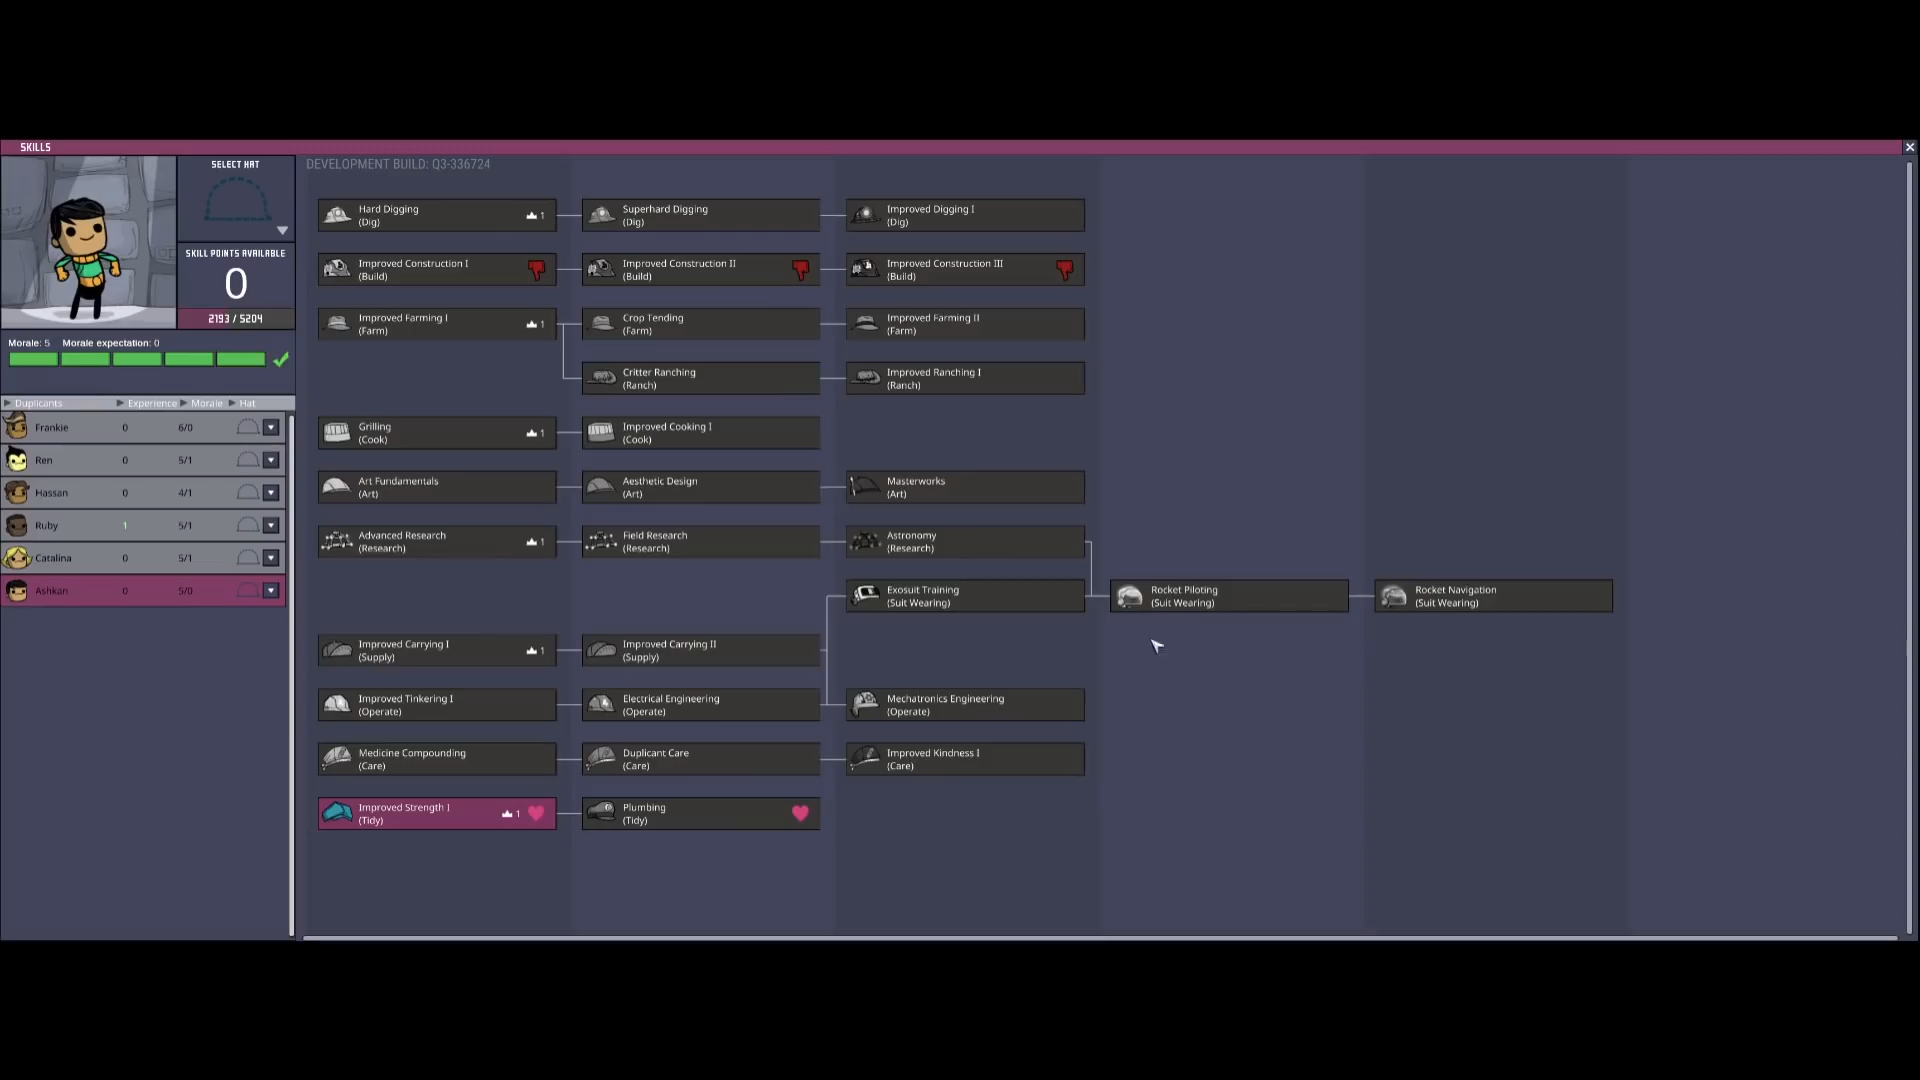 SKILLS
SELECT HAT
SKILL POINTS AVAILABLE
0
2193 / 5204
Morale: 5 Morale expectation: 0
Duplicants Experience Morale Hat
Frankie 0 6/0
Ren 0 5/1
Hassan 0 4/1
Ruby 1 5/1
Catalina 0 5/1
Ashkan 0 5/0
DEVELOPMENT BUILD: Q3-336724
Hard Digging 1
(Dig)
Superhard Digging
(Dig)
Improved Digging I
(Dig)
Improved Construction I
(Build)
Improved Construction II
(Build)
Improved Construction III
(Build)
Improved Farming I 1
(Farm)
Crop Tending
(Farm)
Improved Farming II
(Farm)
Critter Ranching
(Ranch)
Improved Ranching I
(Ranch)
Grilling 1
(Cook)
Improved Cooking I
(Cook)
Art Fundamentals
(Art)
Aesthetic Design
(Art)
Masterworks
(Art)
Advanced Research 1
(Research)
Field Research
(Research)
Astronomy
(Research)
Exosuit Training
(Suit Wearing)
Rocket Piloting
(Suit Wearing)
Rocket Navigation
(Suit Wearing)
Improved Carrying I 1
(Supply)
Improved Carrying II
(Supply)
Improved Tinkering I
(Operate)
Electrical Engineering
(Operate)
Mechatronics Engineering
(Operate)
Medicine Compounding
(Care)
Duplicant Care
(Care)
Improved Kindness I
(Care)
Improved Strength I 1
(Tidy)
Plumbing
(Tidy)